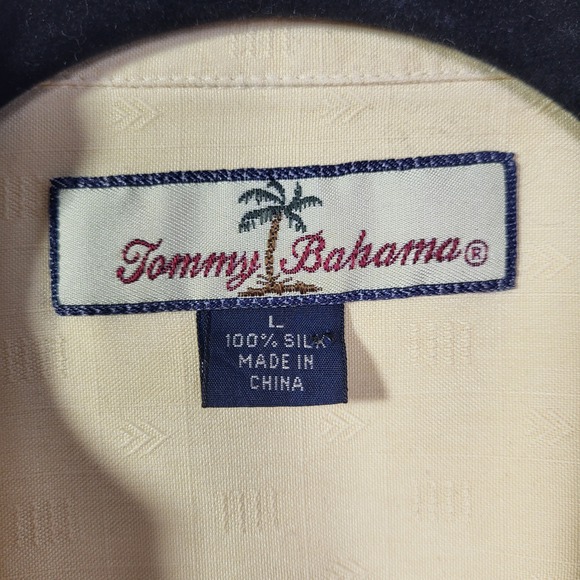 Tommy Bahama®
L
100% SILK
MADE IN
CHINA